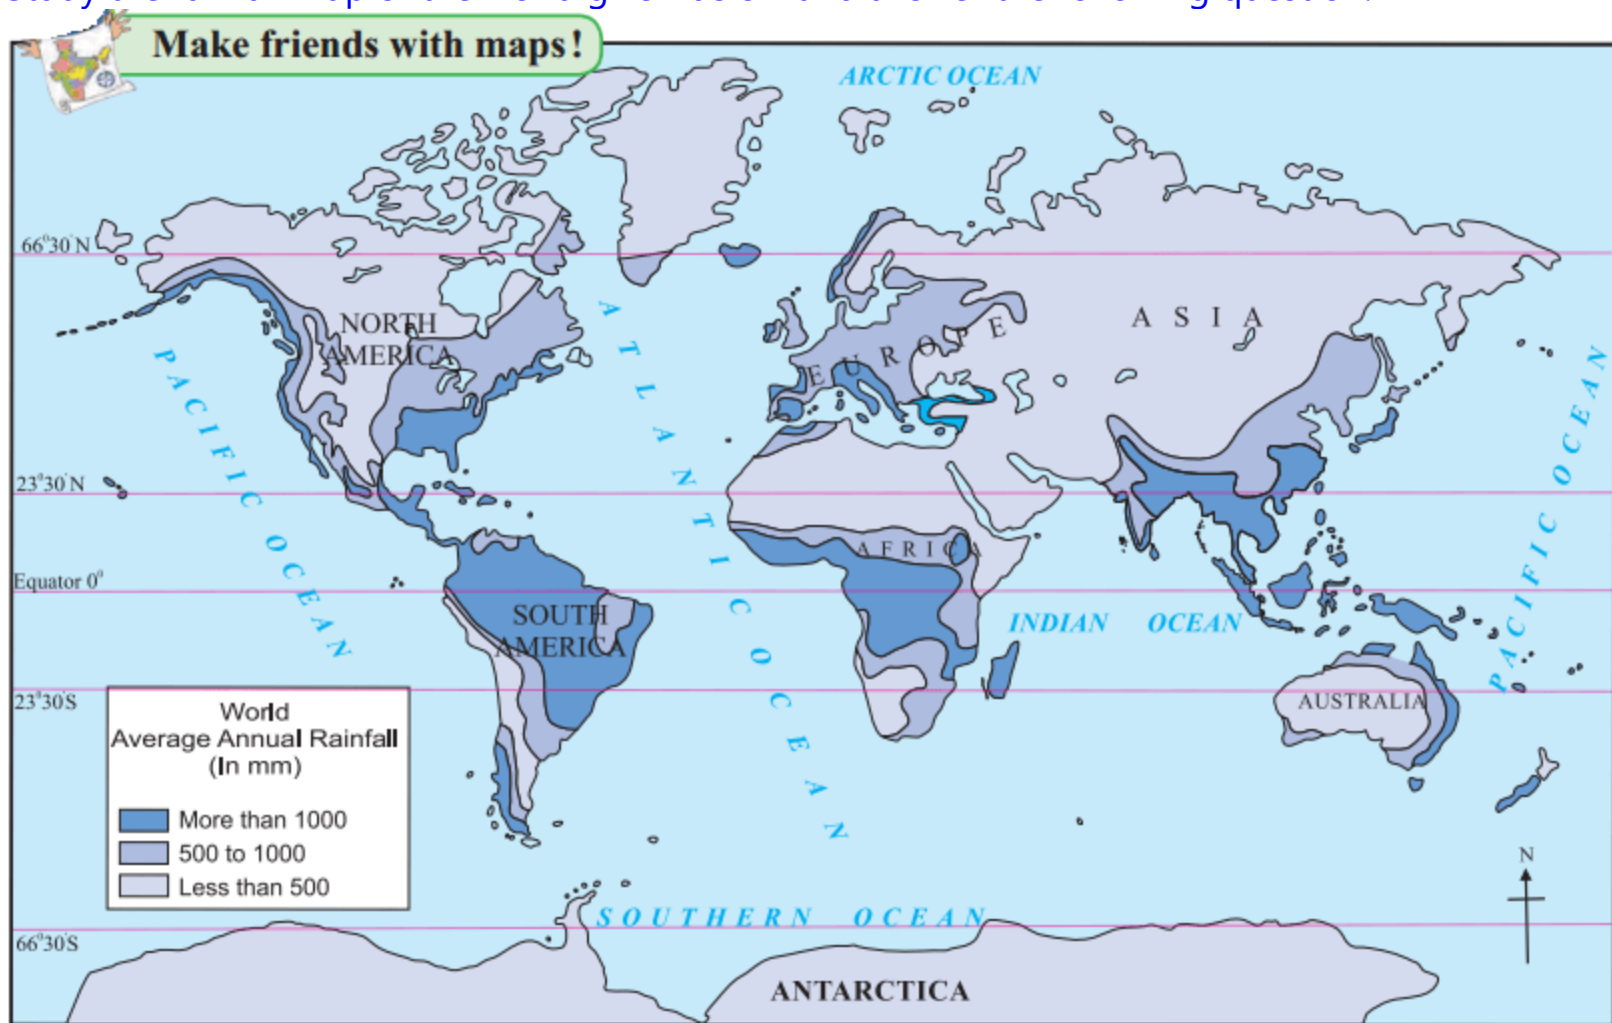 Make friends with maps!
ARCTIC OCEAN
66°30'N
NORTH
AMERICA
EUROPE
ASIA
PACIFIC OCEAN
ATLANTIC OCEAN
PACIFIC OCEAN
23°30'N
AFRICA
Equator 0°
SOUTH
AMERICA
INDIAN OCEAN
PACIFIC OCEAN
23°30'S
AUSTRALIA
World
Average Annual Rainfall
(In mm)
More than 1000
500 to 1000
Less than 500
N
SOUTHERN OCEAN
66°30'S
ANTARCTICA